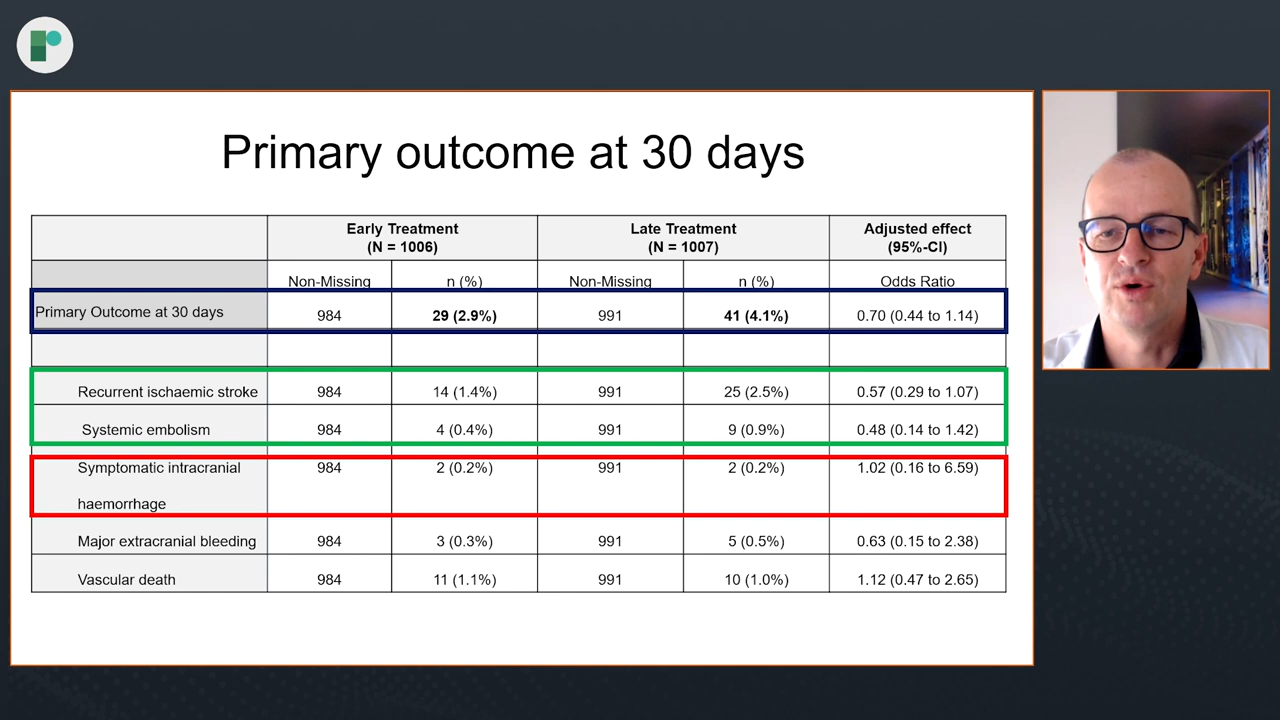 Primary outcome at 30 days
Early Treatment (N = 1006) Late Treatment (N = 1007) Adjusted effect (95%-CI)
Non-Missing n (%) Non-Missing n (%) Odds Ratio
Primary Outcome at 30 days 984 29 (2.9%) 991 41 (4.1%) 0.70 (0.44 to 1.14)
Recurrent ischaemic stroke 984 14 (1.4%) 991 25 (2.5%) 0.57 (0.29 to 1.07)
Systemic embolism 984 4 (0.4%) 991 9 (0.9%) 0.48 (0.14 to 1.42)
Symptomatic intracranial haemorrhage 984 2 (0.2%) 991 2 (0.2%) 1.02 (0.16 to 6.59)
Major extracranial bleeding 984 3 (0.3%) 991 5 (0.5%) 0.63 (0.15 to 2.38)
Vascular death 984 11 (1.1%) 991 10 (1.0%) 1.12 (0.47 to 2.65)